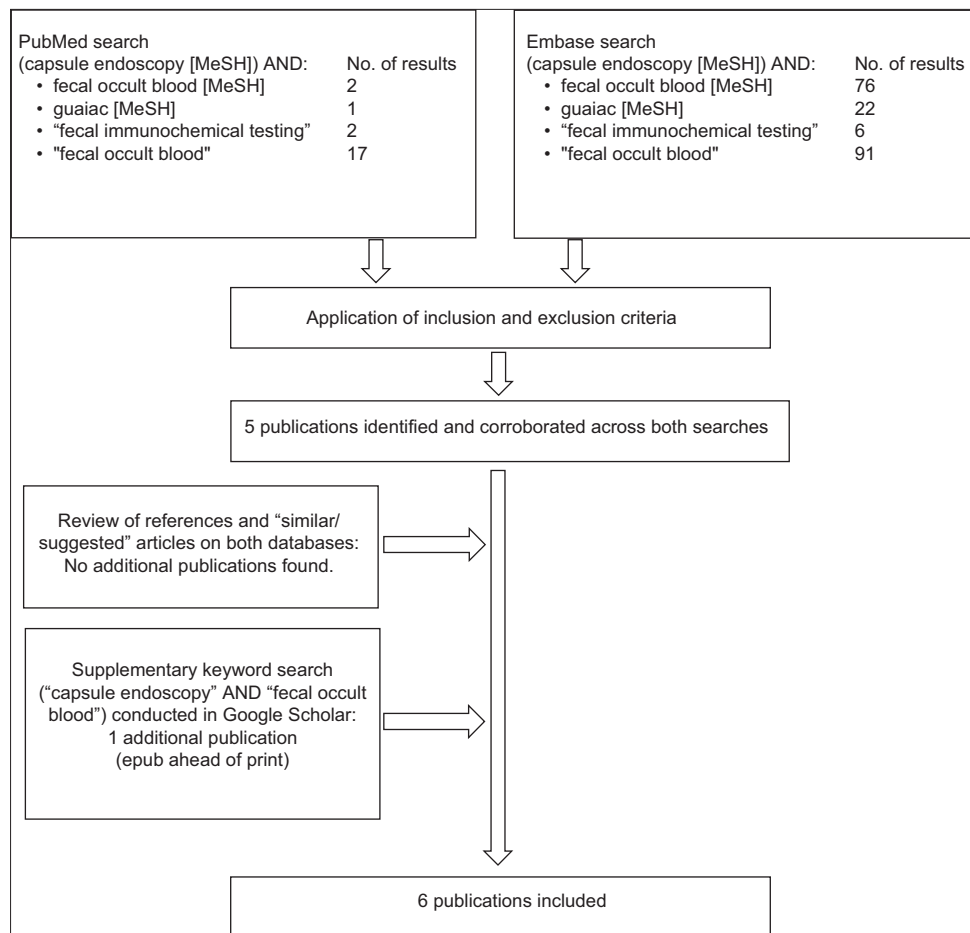 PubMed search
(capsule endoscopy [MeSH]) AND: No. of results
• fecal occult blood [MeSH] 2
• guaiac [MeSH] 1
• “fecal immunochemical testing” 2
• "fecal occult blood" 17
Embase search
(capsule endoscopy [MeSH]) AND: No. of results
• fecal occult blood [MeSH] 76
• guaiac [MeSH] 22
• “fecal immunochemical testing” 6
• "fecal occult blood" 91
Application of inclusion and exclusion criteria
5 publications identified and corroborated across both searches
Review of references and “similar/
suggested” articles on both databases:
No additional publications found.
Supplementary keyword search
(“capsule endoscopy” AND “fecal occult
blood”) conducted in Google Scholar:
1 additional publication
(epub ahead of print)
6 publications included